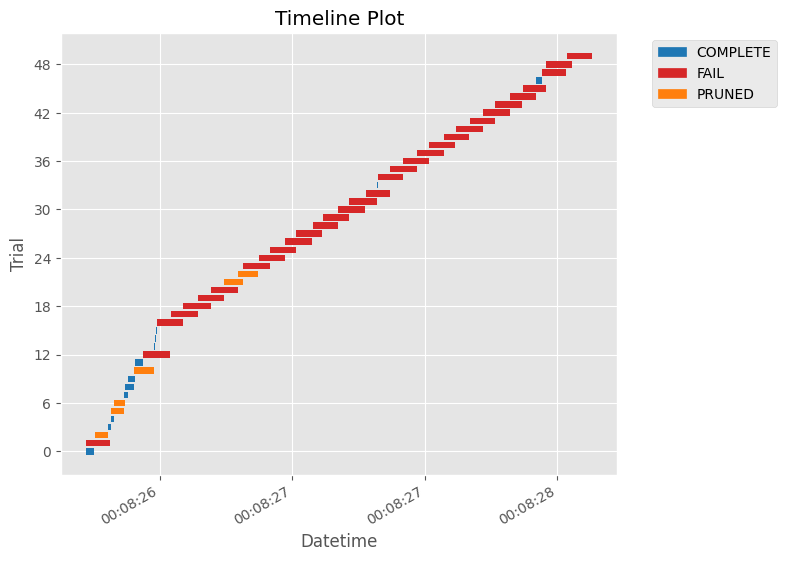 Timeline Plot
COMPLETE
FAIL
PRUNED
Trial
48
42
36
30
24
18
12
6
0
00:08:26
00:08:27
00:08:27
00:08:28
Datetime